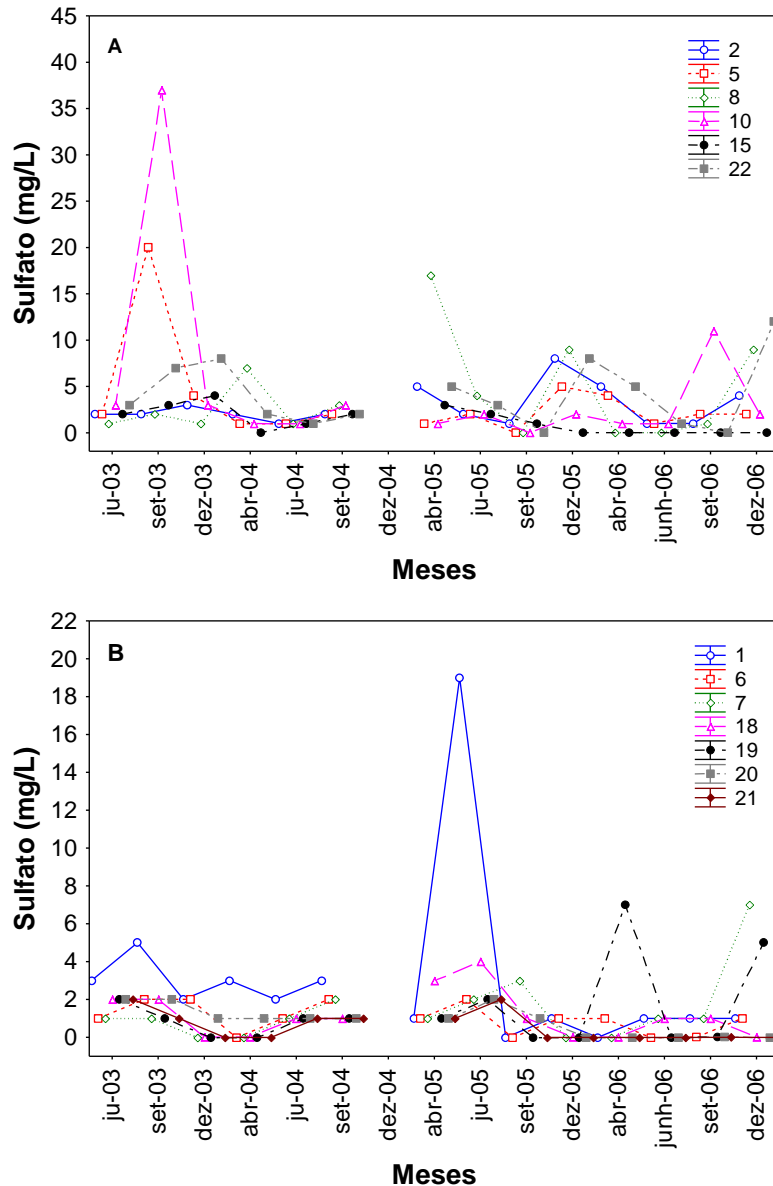 45
40
35
30
25
20
15
10
5
0
Sulfato (mg/L)
A
2
5
8
10
15
22
ju-03
set-03
dez-03
abr-04
ju-04
set-04
dez-04
abr-05
ju-05
set-05
dez-05
abr-06
junh-06
set-06
dez-06
Meses
22
20
18
16
14
12
10
8
6
4
2
0
Sulfato (mg/L)
B
1
6
7
18
19
20
21
ju-03
set-03
dez-03
abr-04
ju-04
set-04
dez-04
abr-05
ju-05
set-05
dez-05
abr-06
junh-06
set-06
dez-06
Meses